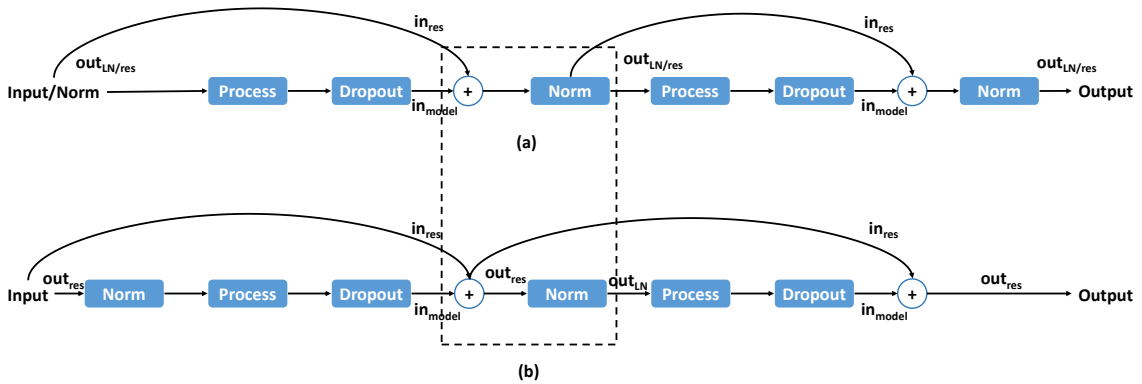 in_res
in_res
out_LN/res
out_LN/res
out_LN/res
Input/Norm
Process
Dropout
+
Norm
Process
Dropout
+
Norm
Output
in_model
in_model
(a)
in_res
in_res
out_res
out_res
out_LN
out_res
Input
Norm
Process
Dropout
+
Norm
Process
Dropout
+
Output
in_model
in_model
(b)